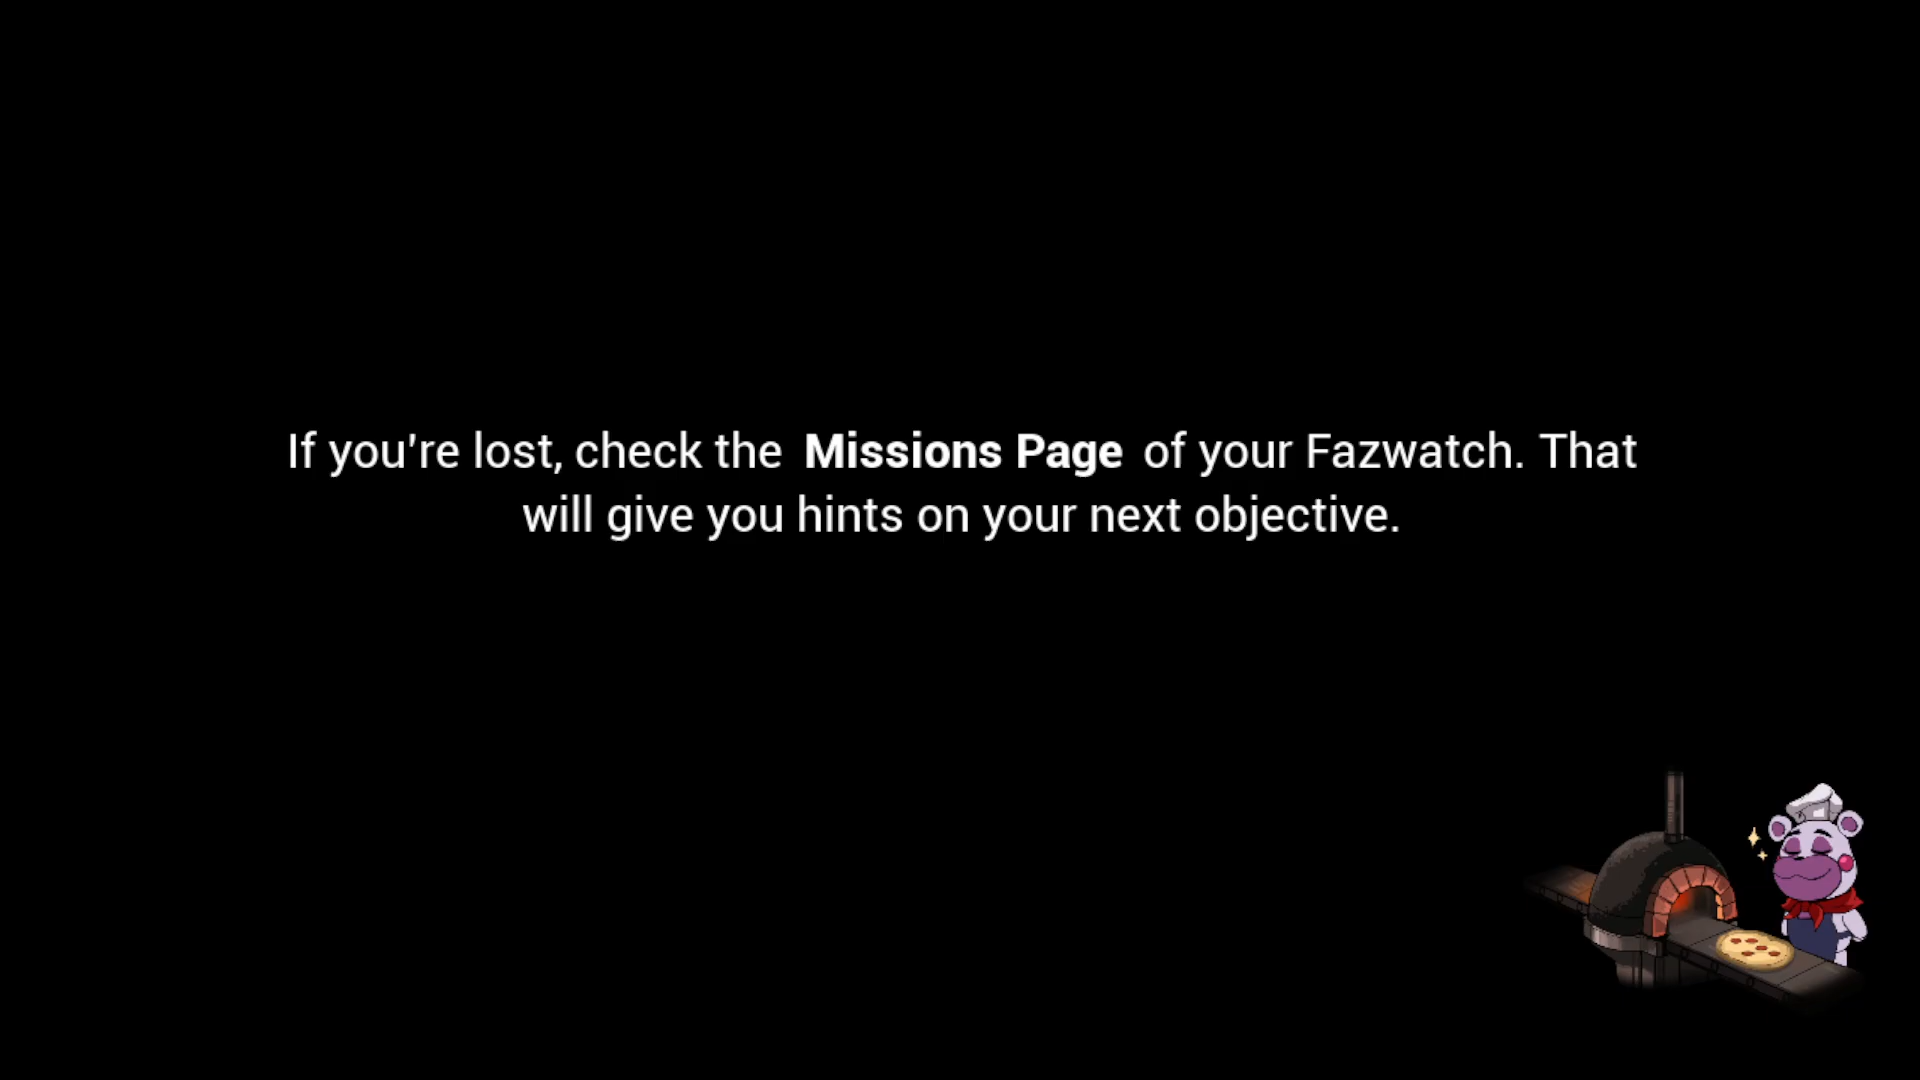 If you're lost, check the Missions Page of your Fazwatch. That
will give you hints on your next objective.